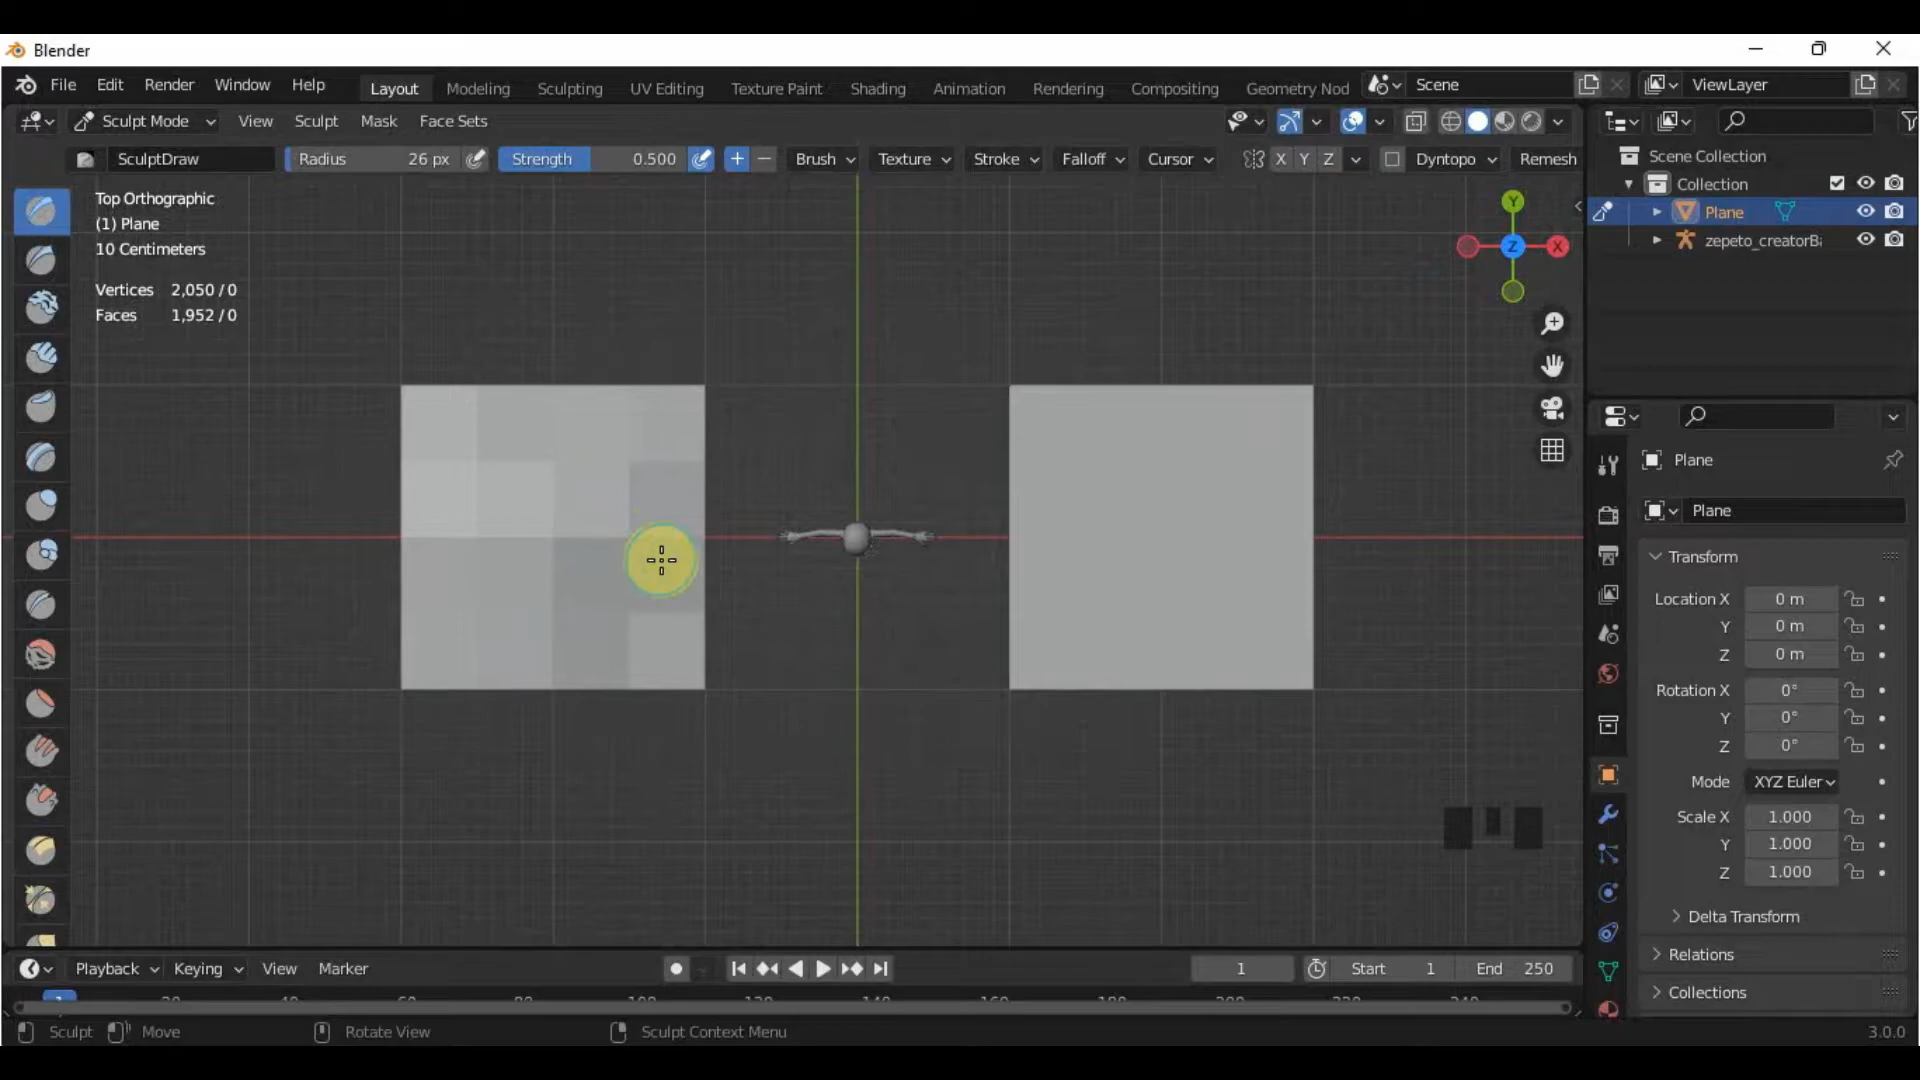 Blender
File Edit Render Window Help Layout Modeling Sculpting UV Editing Texture Paint Shading Animation Rendering Compositing Geometry Nod Scene ViewLayer
Sculpt Mode View Sculpt Mask Face Sets
SculptDraw Radius 26 px Strength 0.500 Brush Texture Stroke Falloff Cursor X Y Z Dyntopo Remesh
Scene Collection
Collection
Plane
zepeto_creatorBa
Top Orthographic
(1) Plane
10 Centimeters
Vertices 2,050 / 0
Faces 1,952 / 0
Y
Z X
Plane
Plane
Transform
Location X 0 m
Y 0 m
Z 0 m
Rotation X 0°
Y 0°
Z 0°
Mode XYZ Euler
Scale X 1.000
Y 1.000
Z 1.000
Delta Transform
Relations
Collections
Playback Keying View Marker 1 Start 1 End 250
Sculpt Move Rotate View Sculpt Context Menu 3.0.0